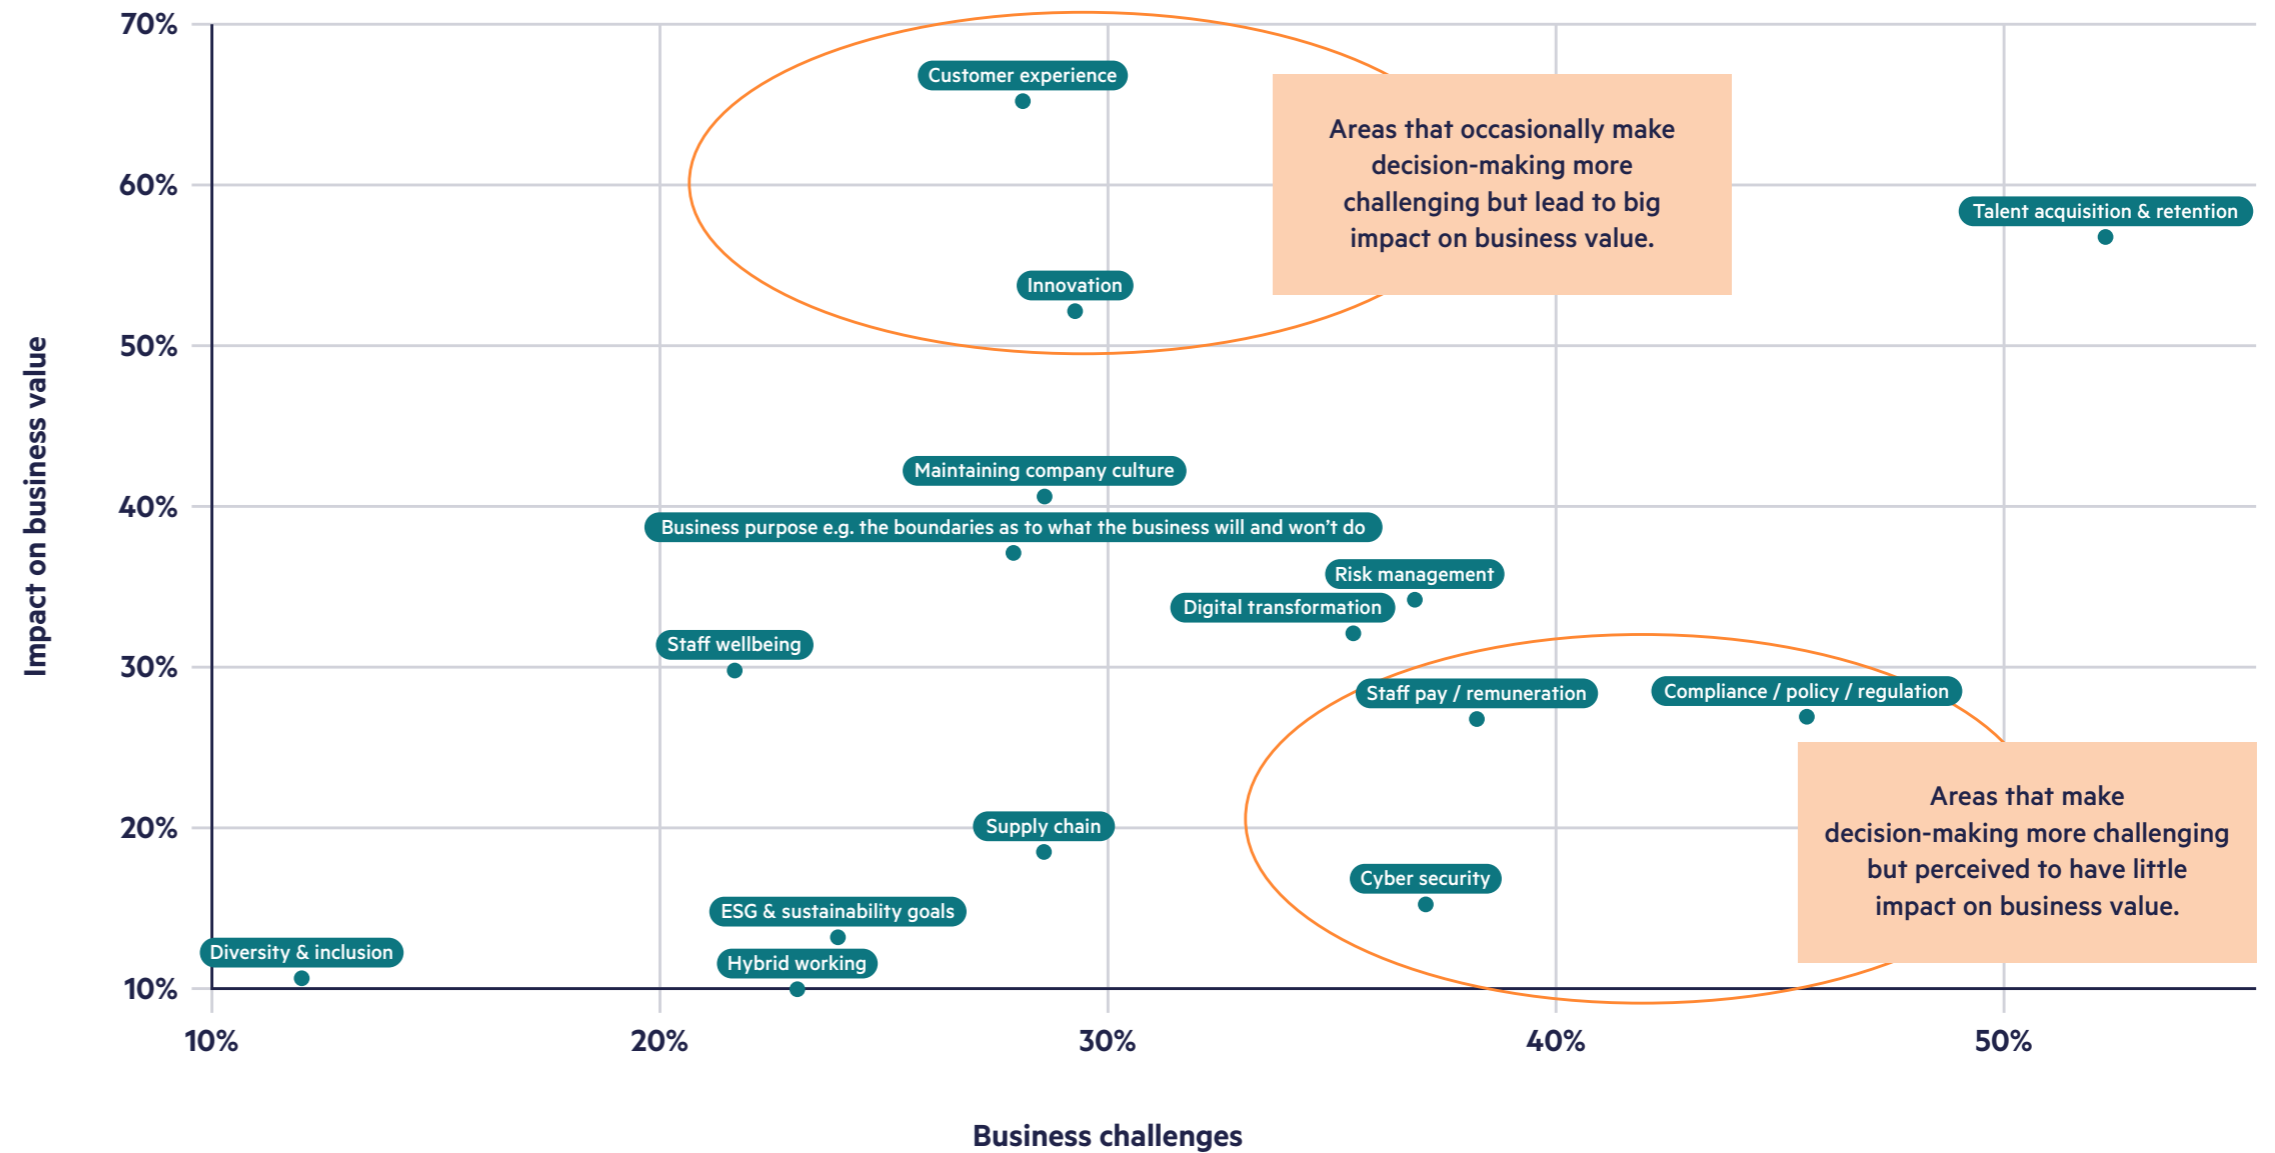 70%
Customer experience
Areas that occasionally make
decision-making more
challenging but lead to big
impact on business value.
60%
Talent acquisition & retention
Innovation
50%
Impact on business value
Maintaining company culture
40%
Business purpose e.g. the boundaries as to what the business will and won’t do
Risk management
Digital transformation
Staff wellbeing
30%
Staff pay / remuneration
Compliance / policy / regulation
Areas that make
decision-making more challenging
but perceived to have little
impact on business value.
20%
Supply chain
Cyber security
ESG & sustainability goals
Diversity & inclusion
Hybrid working
10%
10%
20%
30%
40%
50%
Business challenges